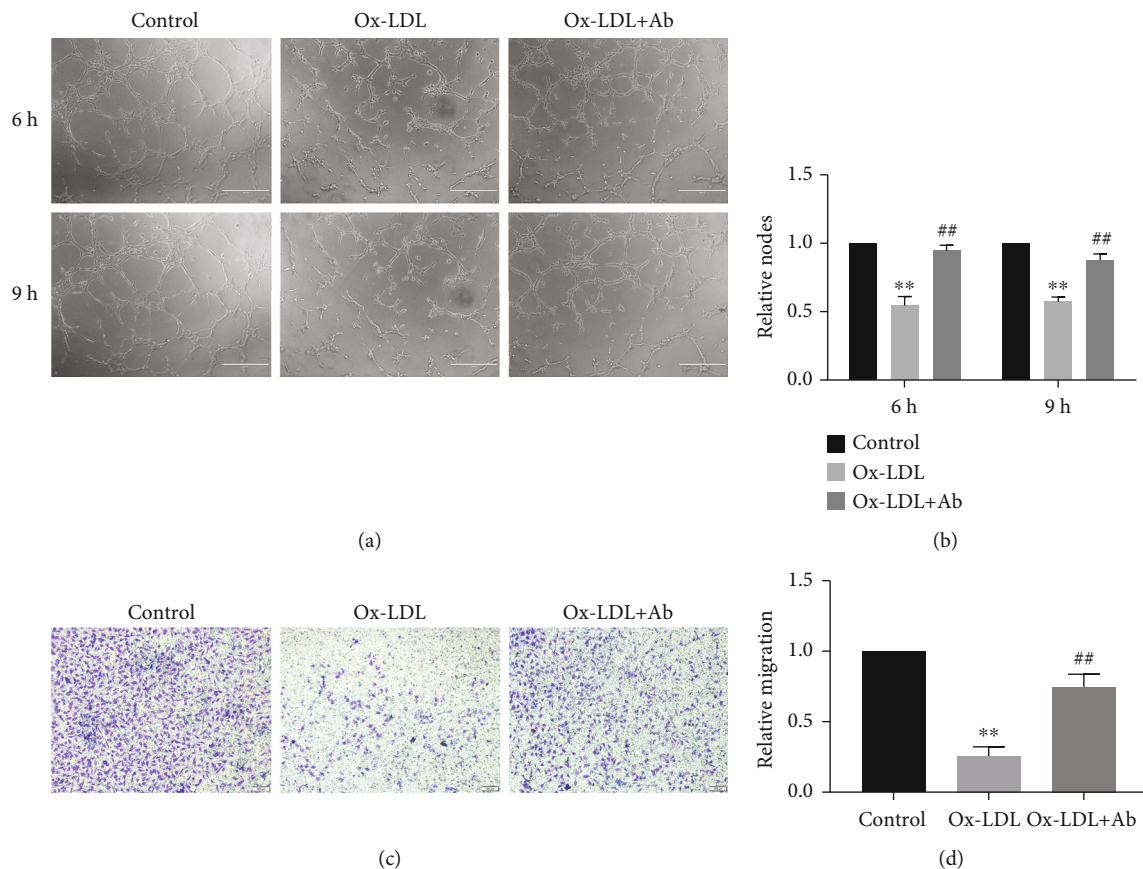 Control Ox-LDL Ox-LDL+Ab
6 h
9 h
(a)
Relative nodes
1.5
1.0
0.5
0.0
** ## ** ##
6 h 9 h
Control
Ox-LDL
Ox-LDL+Ab
(b)
Control Ox-LDL Ox-LDL+Ab
(c)
Relative migration
1.5
1.0
0.5
0.0
** ##
Control Ox-LDL Ox-LDL+Ab
(d)